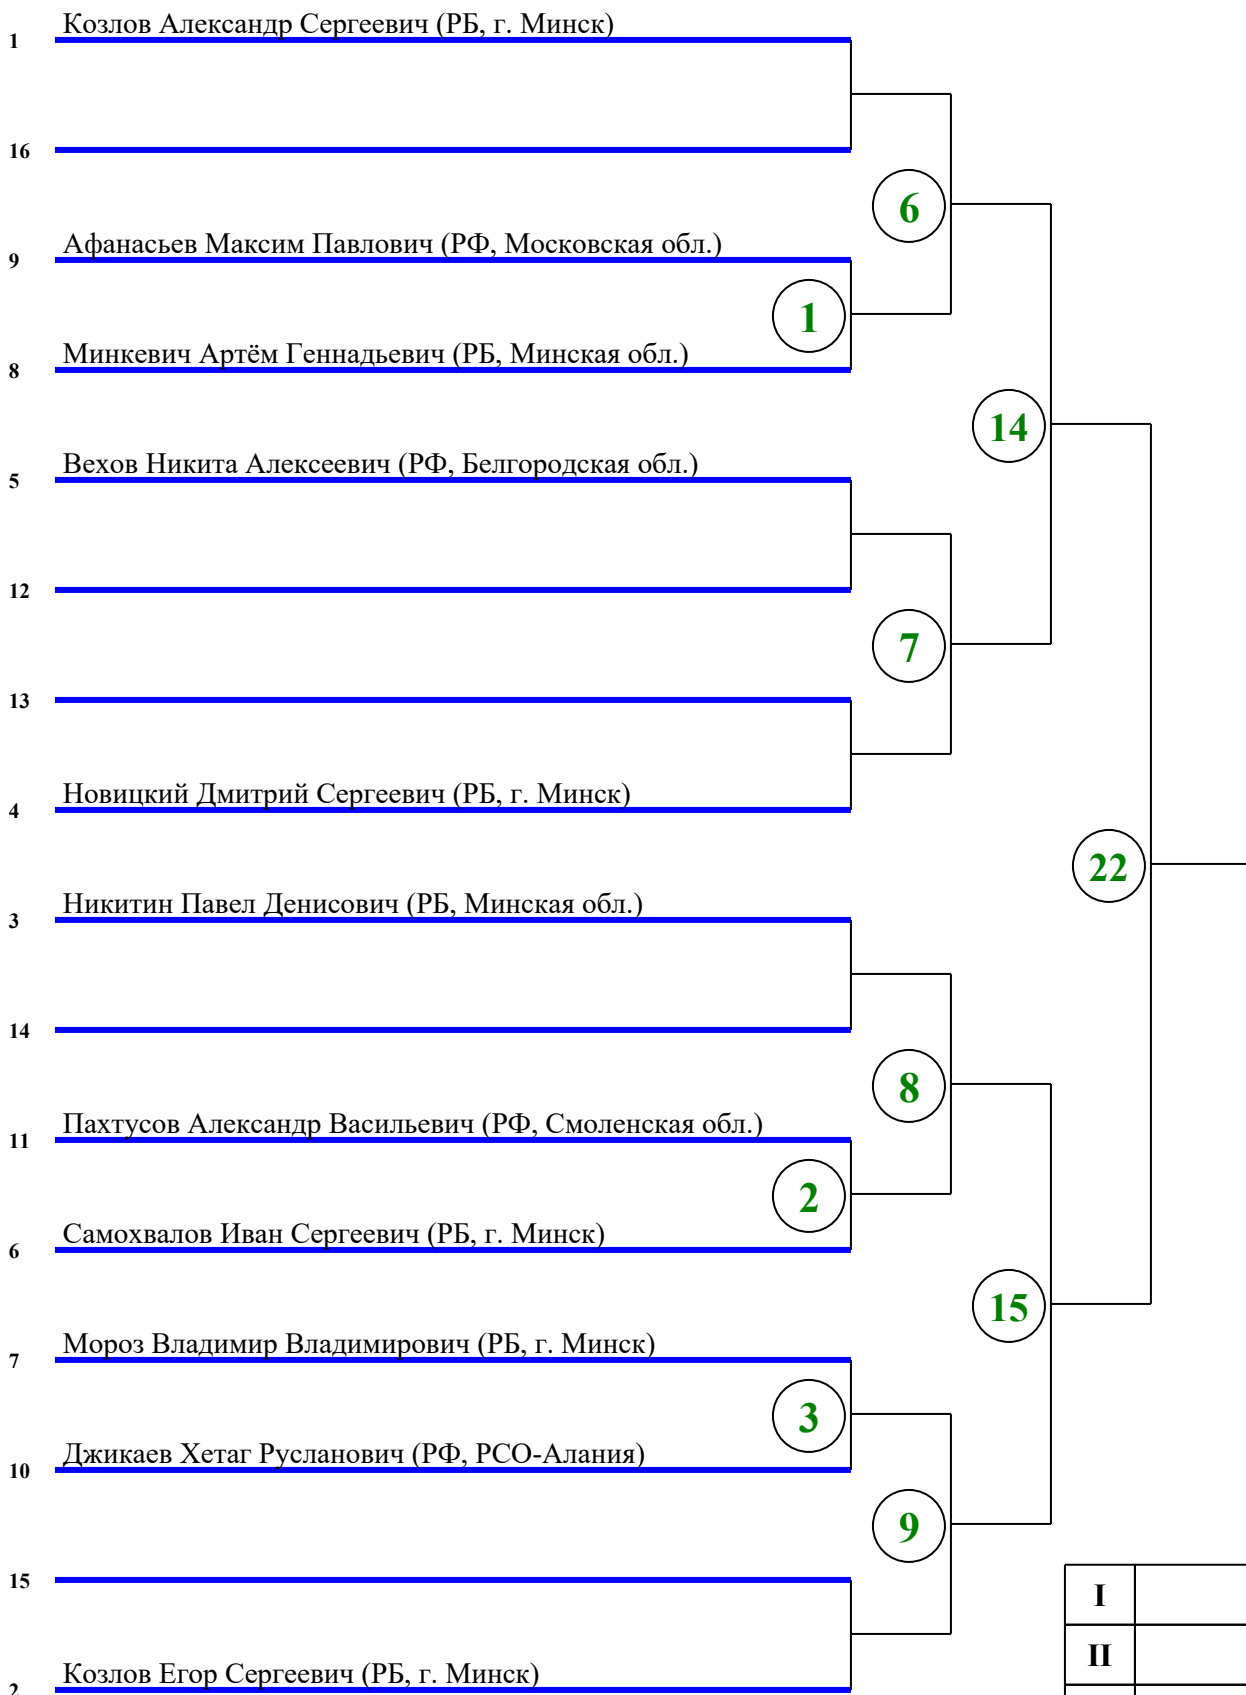 Козлов Александр Сергеевич (РБ, г. Минск)
1
16
6
Афанасьев Максим Павлович (РФ, Московская обл.)
9
1
Минкевич Артём Геннадьевич (РБ, Минская обл.)
8
14
Вехов Никита Алексеевич (РФ, Белгородская обл.)
5
12
7
13
Новицкий Дмитрий Сергеевич (РБ, г. Минск)
4
22
Никитин Павел Денисович (РБ, Минская обл.)
3
14
8
Пахтусов Александр Васильевич (РФ, Смоленская обл.)
11
2
Самохвалов Иван Сергеевич (РБ, г. Минск)
6
15
Мороз Владимир Владимирович (РБ, г. Минск)
7
3
Джикаев Хетаг Русланович (РФ, РСО-Алания)
10
9
15
I
II
Козлов Егор Сергеевич (РБ, г. Минск)
2